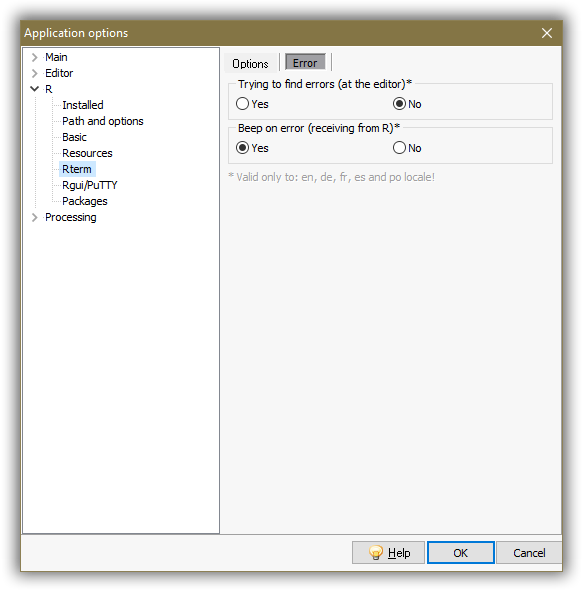 Application options
Main
Editor
R
Installed
Path and options
Basic
Resources
Rterm
Rgui/PuTTY
Packages
Processing
Options Error
Trying to find errors (at the editor)*
Yes No
Beep on error (receiving from R)*
Yes No
* Valid only to: en, de, fr, es and po locale!
Help OK Cancel